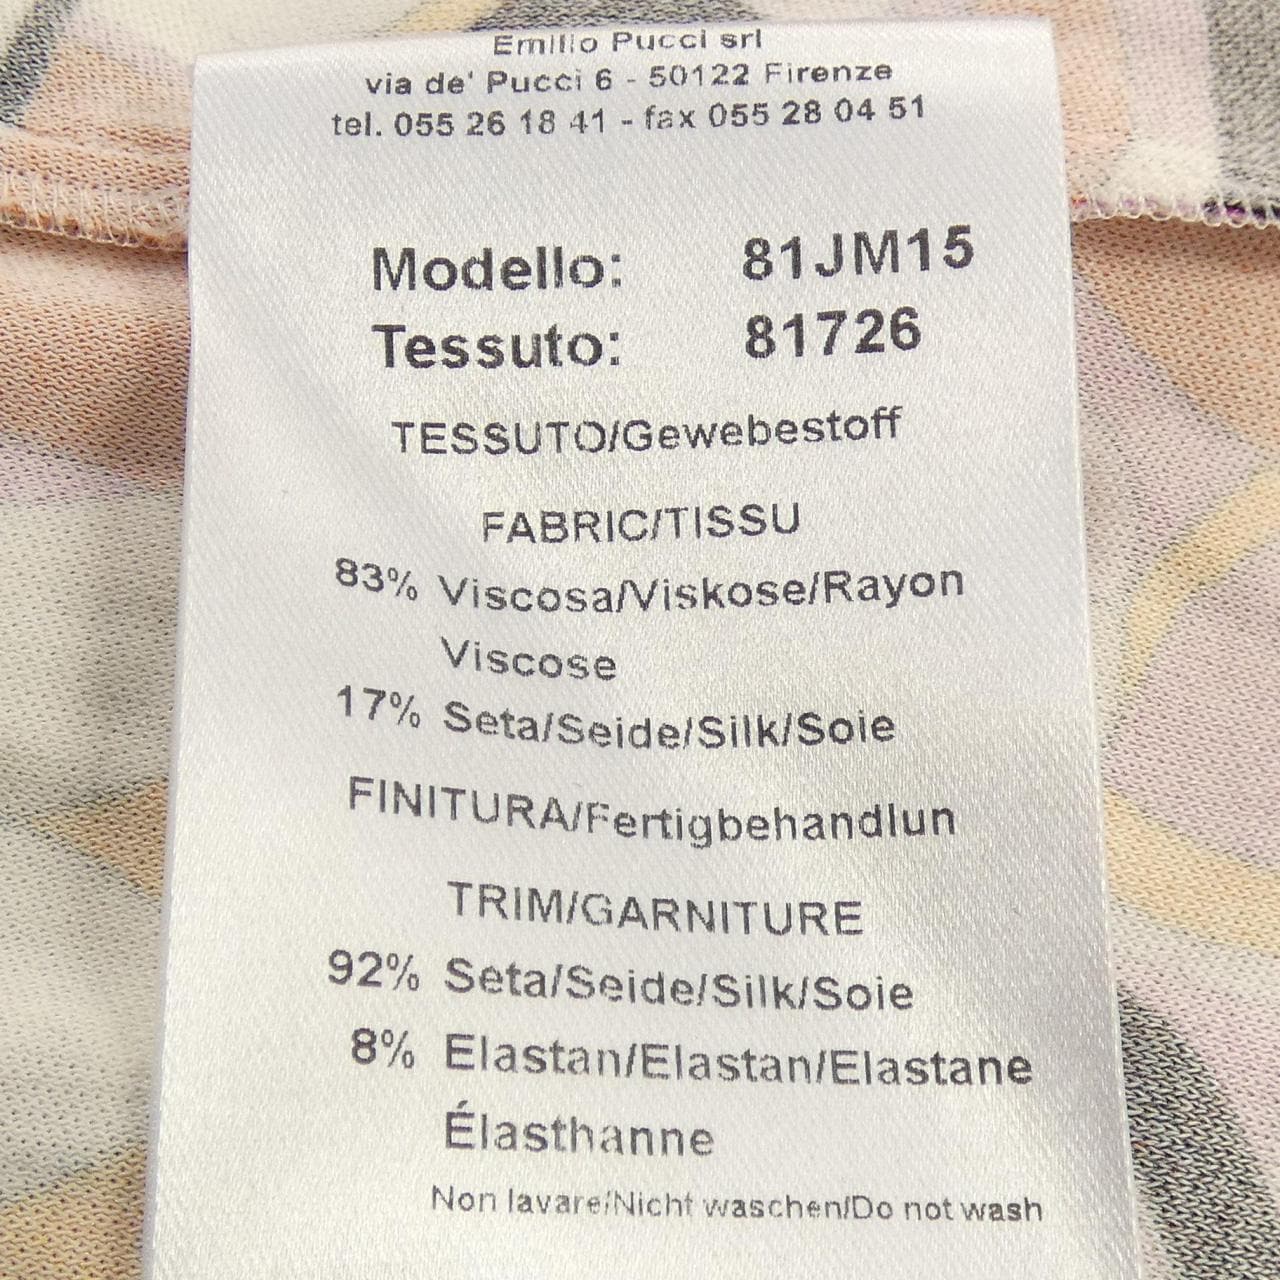 Emilio Pucci srl
via de' Pucci 6 - 50122 Firenze
tel. 055 26 18 41 - fax 055 28 04 51
Modello: 81JM15
Tessuto: 81726
TESSUTO/Gewebestoff
FABRIC/TISSU
83% Viscosa/Viskose/Rayon
Viscose
17% Seta/Seide/Silk/Soie
FINITURA/Fertigbehandlun
TRIM/GARNITURE
92% Seta/Seide/Silk/Soie
8% Elastan/Elastan/Elastane
Élasthanne
Non lavare/Nicht waschen/Do not wash